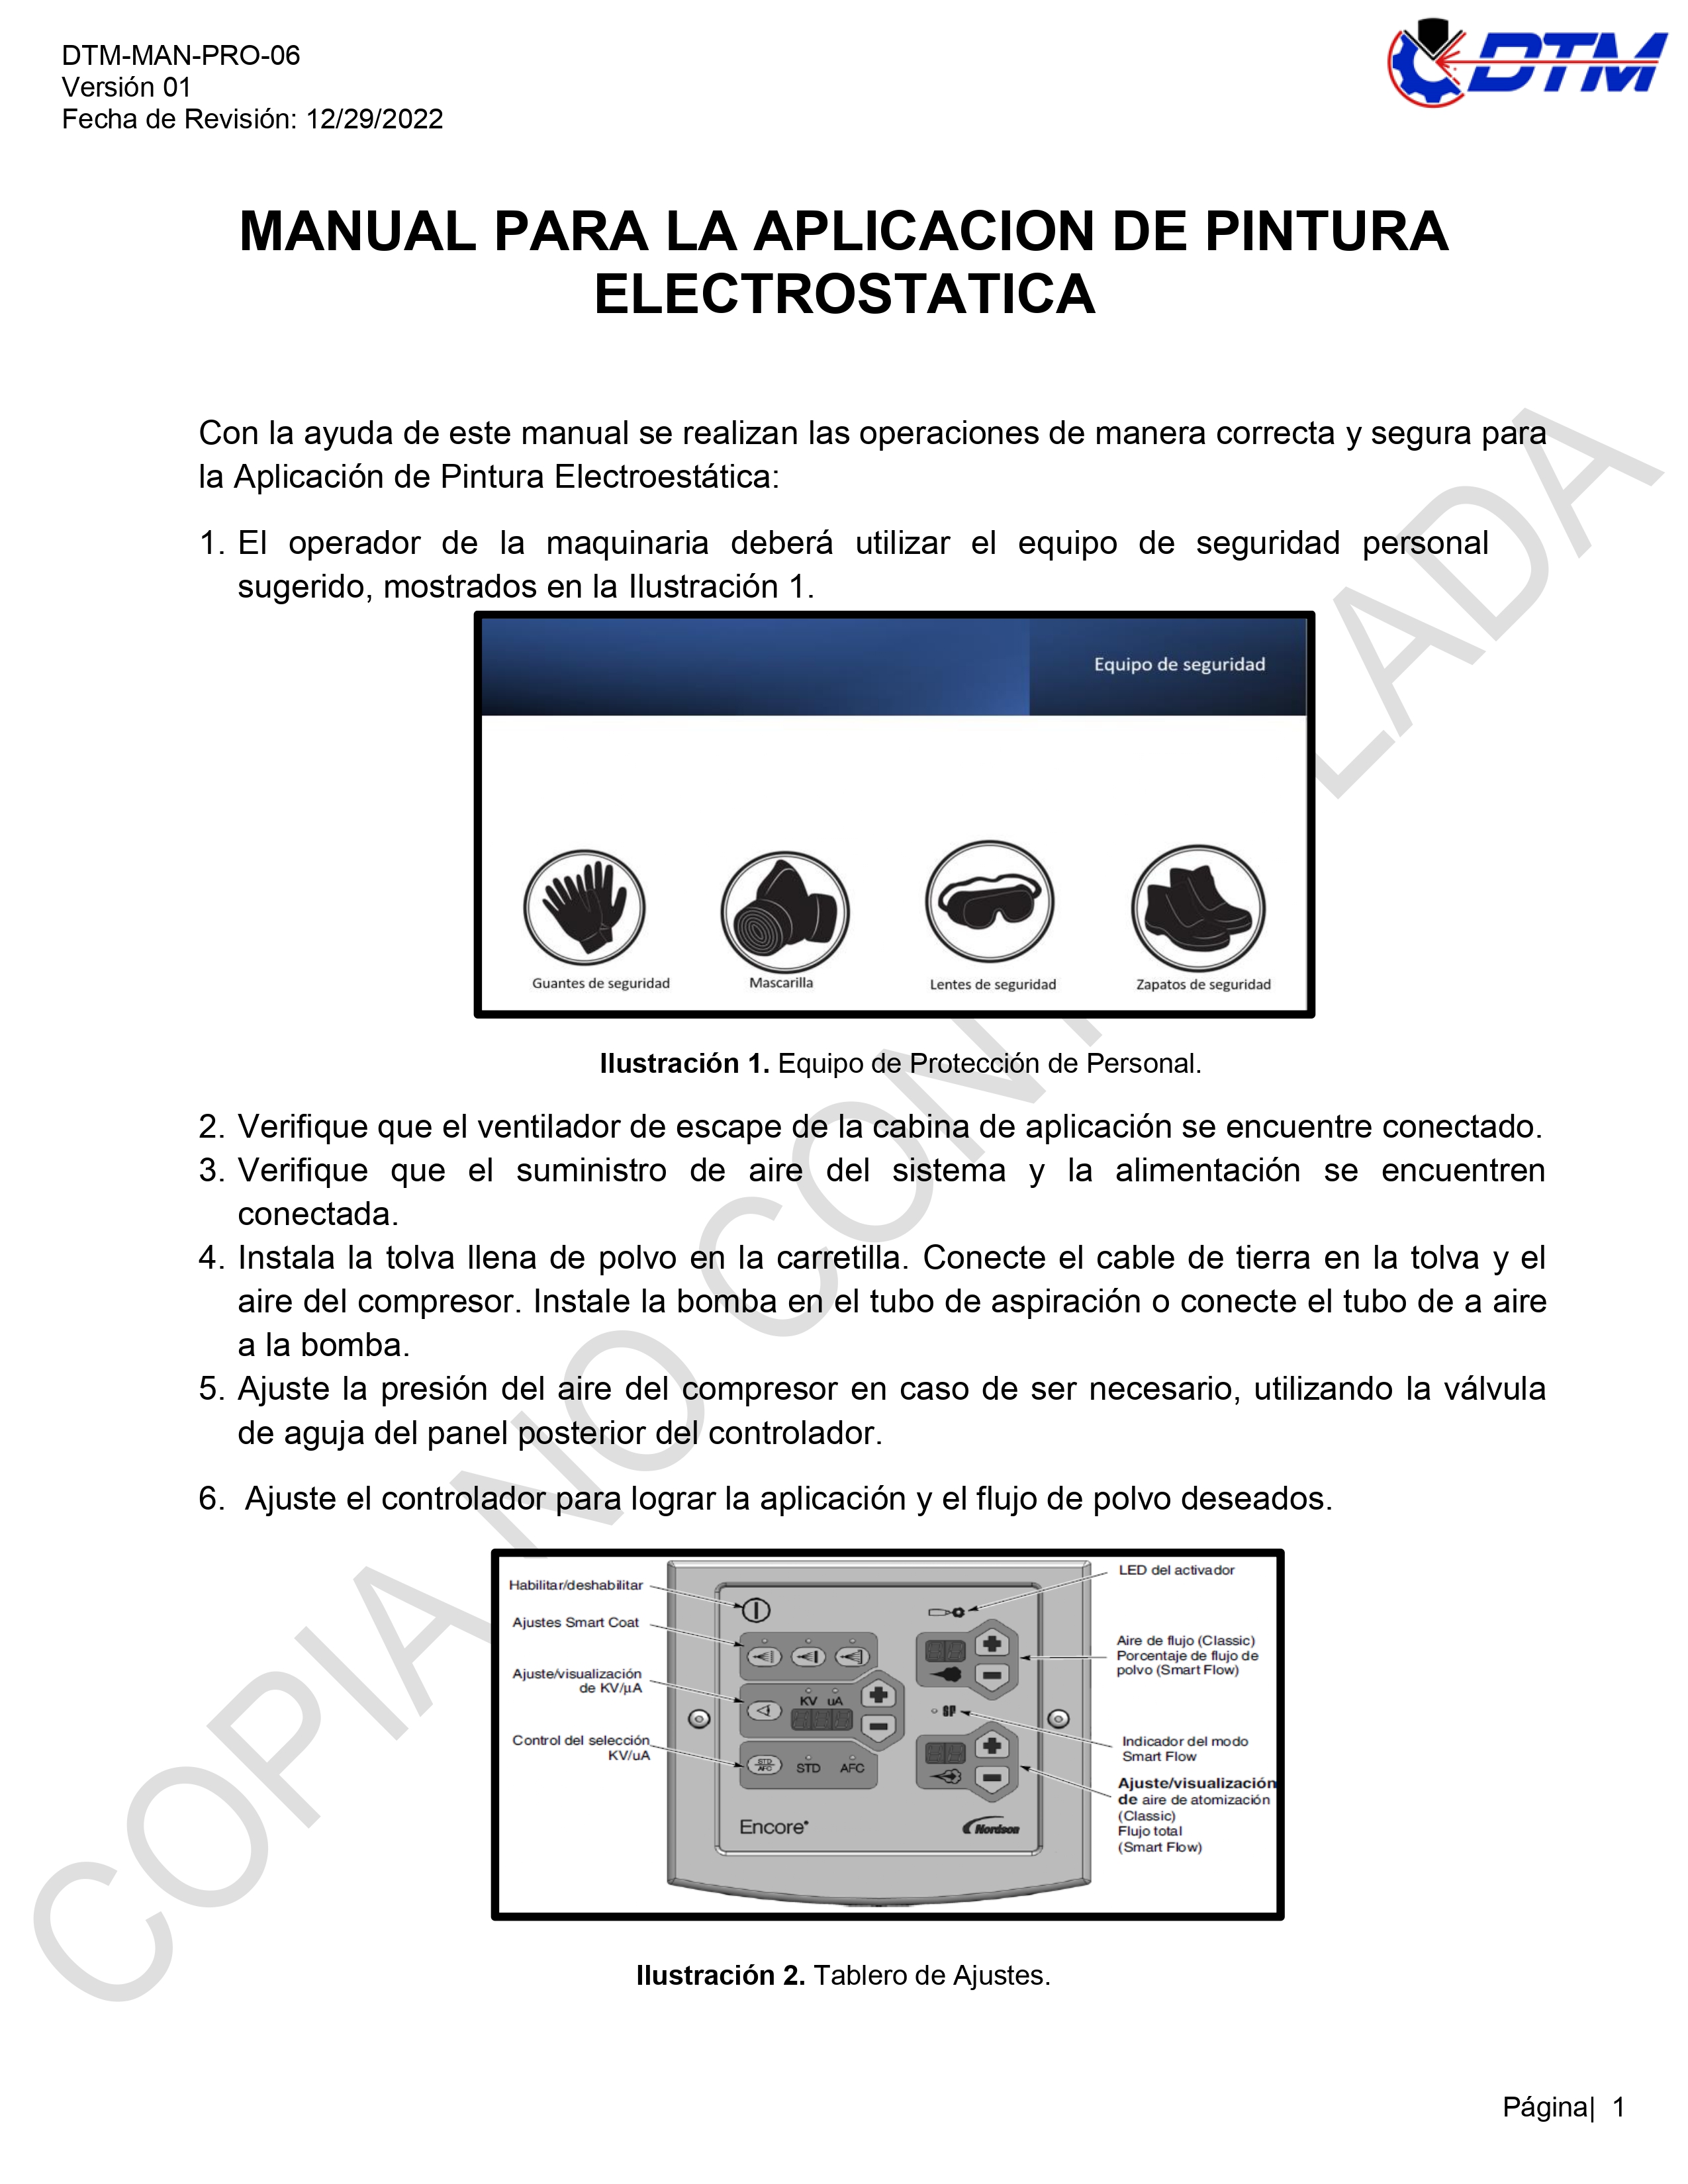 DTM-MAN-PRO-06
Versión 01
Fecha de Revisión: 12/29/2022
DTM
MANUAL PARA LA APLICACION DE PINTURA
ELECTROSTATICA
Con la ayuda de este manual se realizan las operaciones de manera correcta y segura para
la Aplicación de Pintura Electroestática:
1. El operador de la maquinaria deberá utilizar el equipo de seguridad personal
sugerido, mostrados en la Ilustración 1.
Equipo de seguridad
Guantes de seguridad
Mascarilla
Lentes de seguridad
Zapatos de seguridad
Ilustración 1. Equipo de Protección de Personal.
2. Verifique que el ventilador de escape de la cabina de aplicación se encuentre conectado.
3. Verifique que el suministro de aire del sistema y la alimentación se encuentren
conectada.
4. Instala la tolva llena de polvo en la carretilla. Conecte el cable de tierra en la tolva y el
aire del compresor. Instale la bomba en el tubo de aspiración o conecte el tubo de a aire
a la bomba.
5. Ajuste la presión del aire del compresor en caso de ser necesario, utilizando la válvula
de aguja del panel posterior del controlador.
6. Ajuste el controlador para lograr la aplicación y el flujo de polvo deseados.
Habilitar/deshabilitar
Ajustes Smart Coat
Ajuste/visualización
de KV/µA
Control del selección
KV/uA
KV uA
STD
AFC
STD AFC
Encore
Nordson
LED del activador
Aire de flujo (Classic)
Porcentaje de flujo de
polvo (Smart Flow)
Indicador del modo
Smart Flow
Ajuste/visualización
de aire de atomización
(Classic)
Flujo total
(Smart Flow)
Ilustración 2. Tablero de Ajustes.
Página| 1